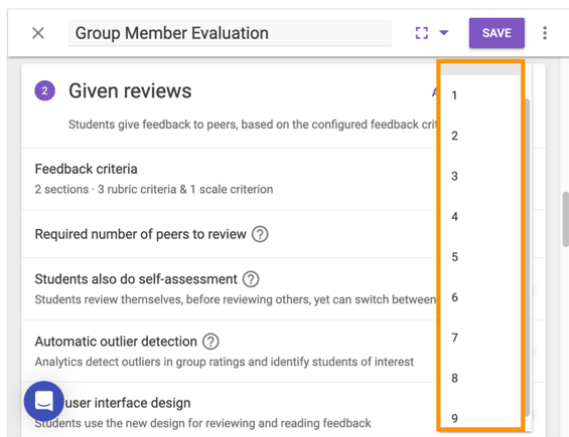 Group Member Evaluation
SAVE
2
Given reviews
Students give feedback to peers, based on the configured feedback
Feedback criteria
2 sections · 3 rubric criteria & 1 scale criterion
Required number of peers to review ?
Students also do self-assessment ?
Students review themselves, before reviewing others, yet can switch between
Automatic outlier detection ?
Analytics detect outliers in group ratings and identify students of interest
user interface design
Students use the new design for reviewing and reading feedback
1
2
3
4
5
6
7
8
9